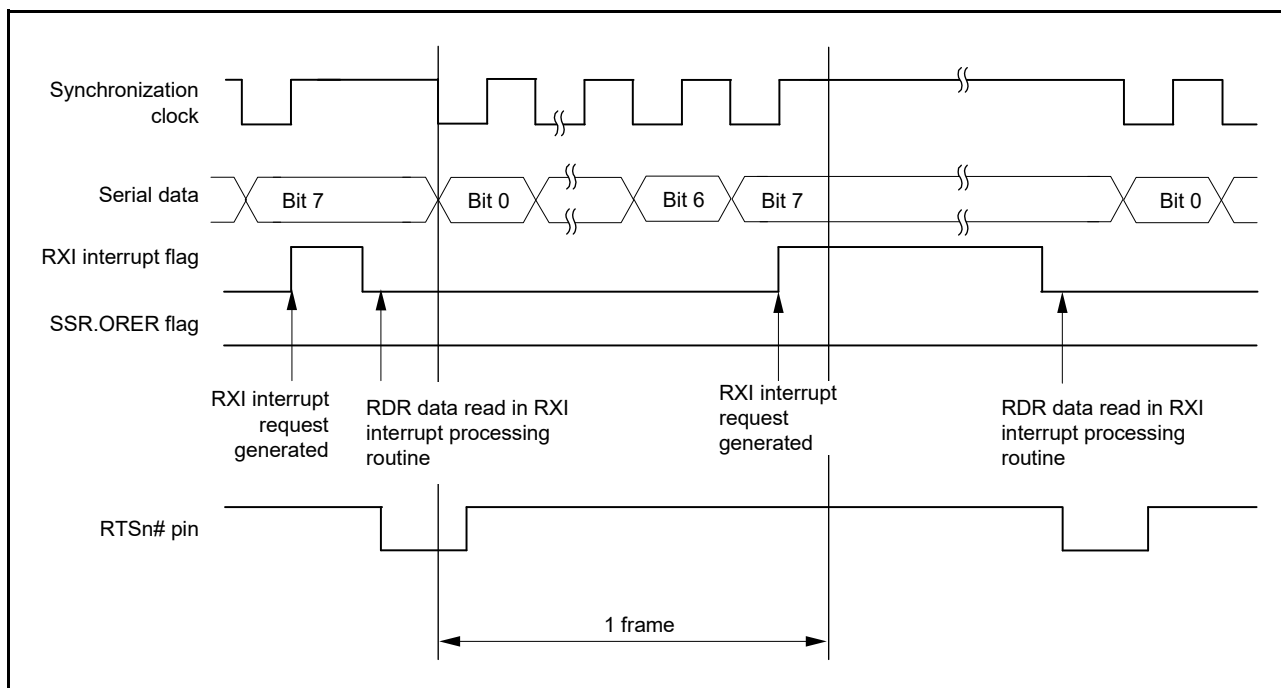 Synchronization
clock
Serial data
Bit 7
Bit 0
Bit 6
Bit 7
Bit 0
RXI interrupt flag
SSR.ORER flag
RXI interrupt
request
generated
RDR data read in RXI
interrupt processing
routine
RXI interrupt
request
generated
RDR data read in RXI
interrupt processing
routine
RTSn# pin
1 frame